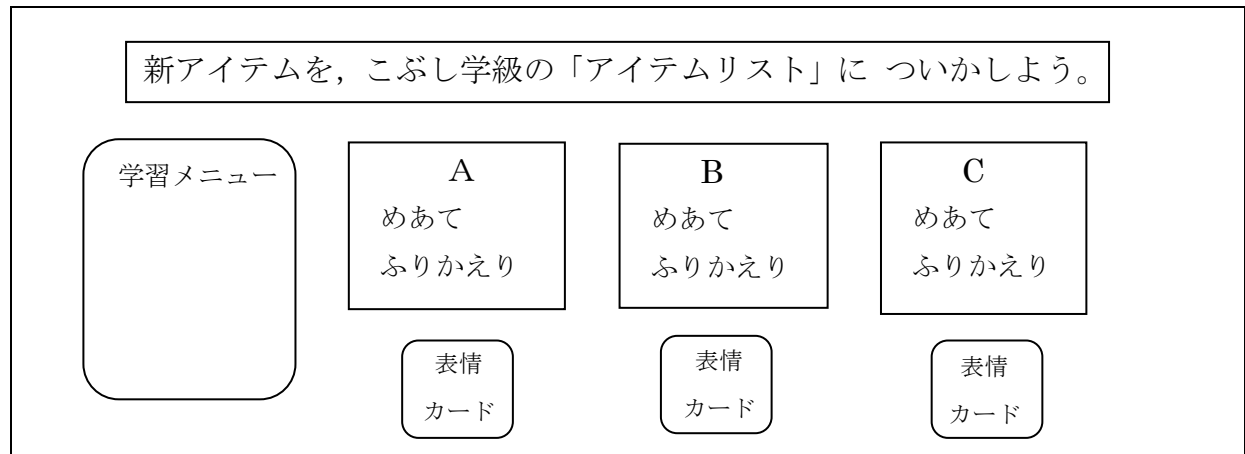 新アイテムを，こぶし学級の「アイテムリスト」に ついかしよう。
学習メニュー
A
めあて
ふりかえり
B
めあて
ふりかえり
C
めあて
ふりかえり
表情
カード
表情
カード
表情
カード